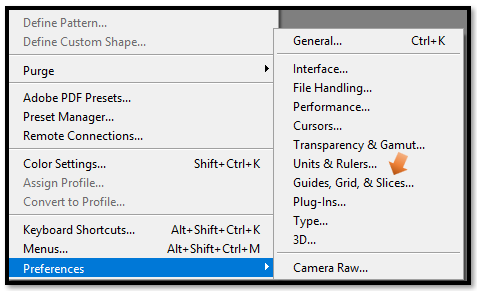 Define Pattern...
Define Custom Shape...
Purge
Adobe PDF Presets...
Preset Manager...
Remote Connections...
Color Settings... Shift+Ctrl+K
Assign Profile...
Convert to Profile...
Keyboard Shortcuts... Alt+Shift+Ctrl+K
Menus... Alt+Shift+Ctrl+M
Preferences
General... Ctrl+K
Interface...
File Handling...
Performance...
Cursors...
Transparency & Gamut...
Units & Rulers...
Guides, Grid, & Slices...
Plug-Ins...
Type...
3D...
Camera Raw...